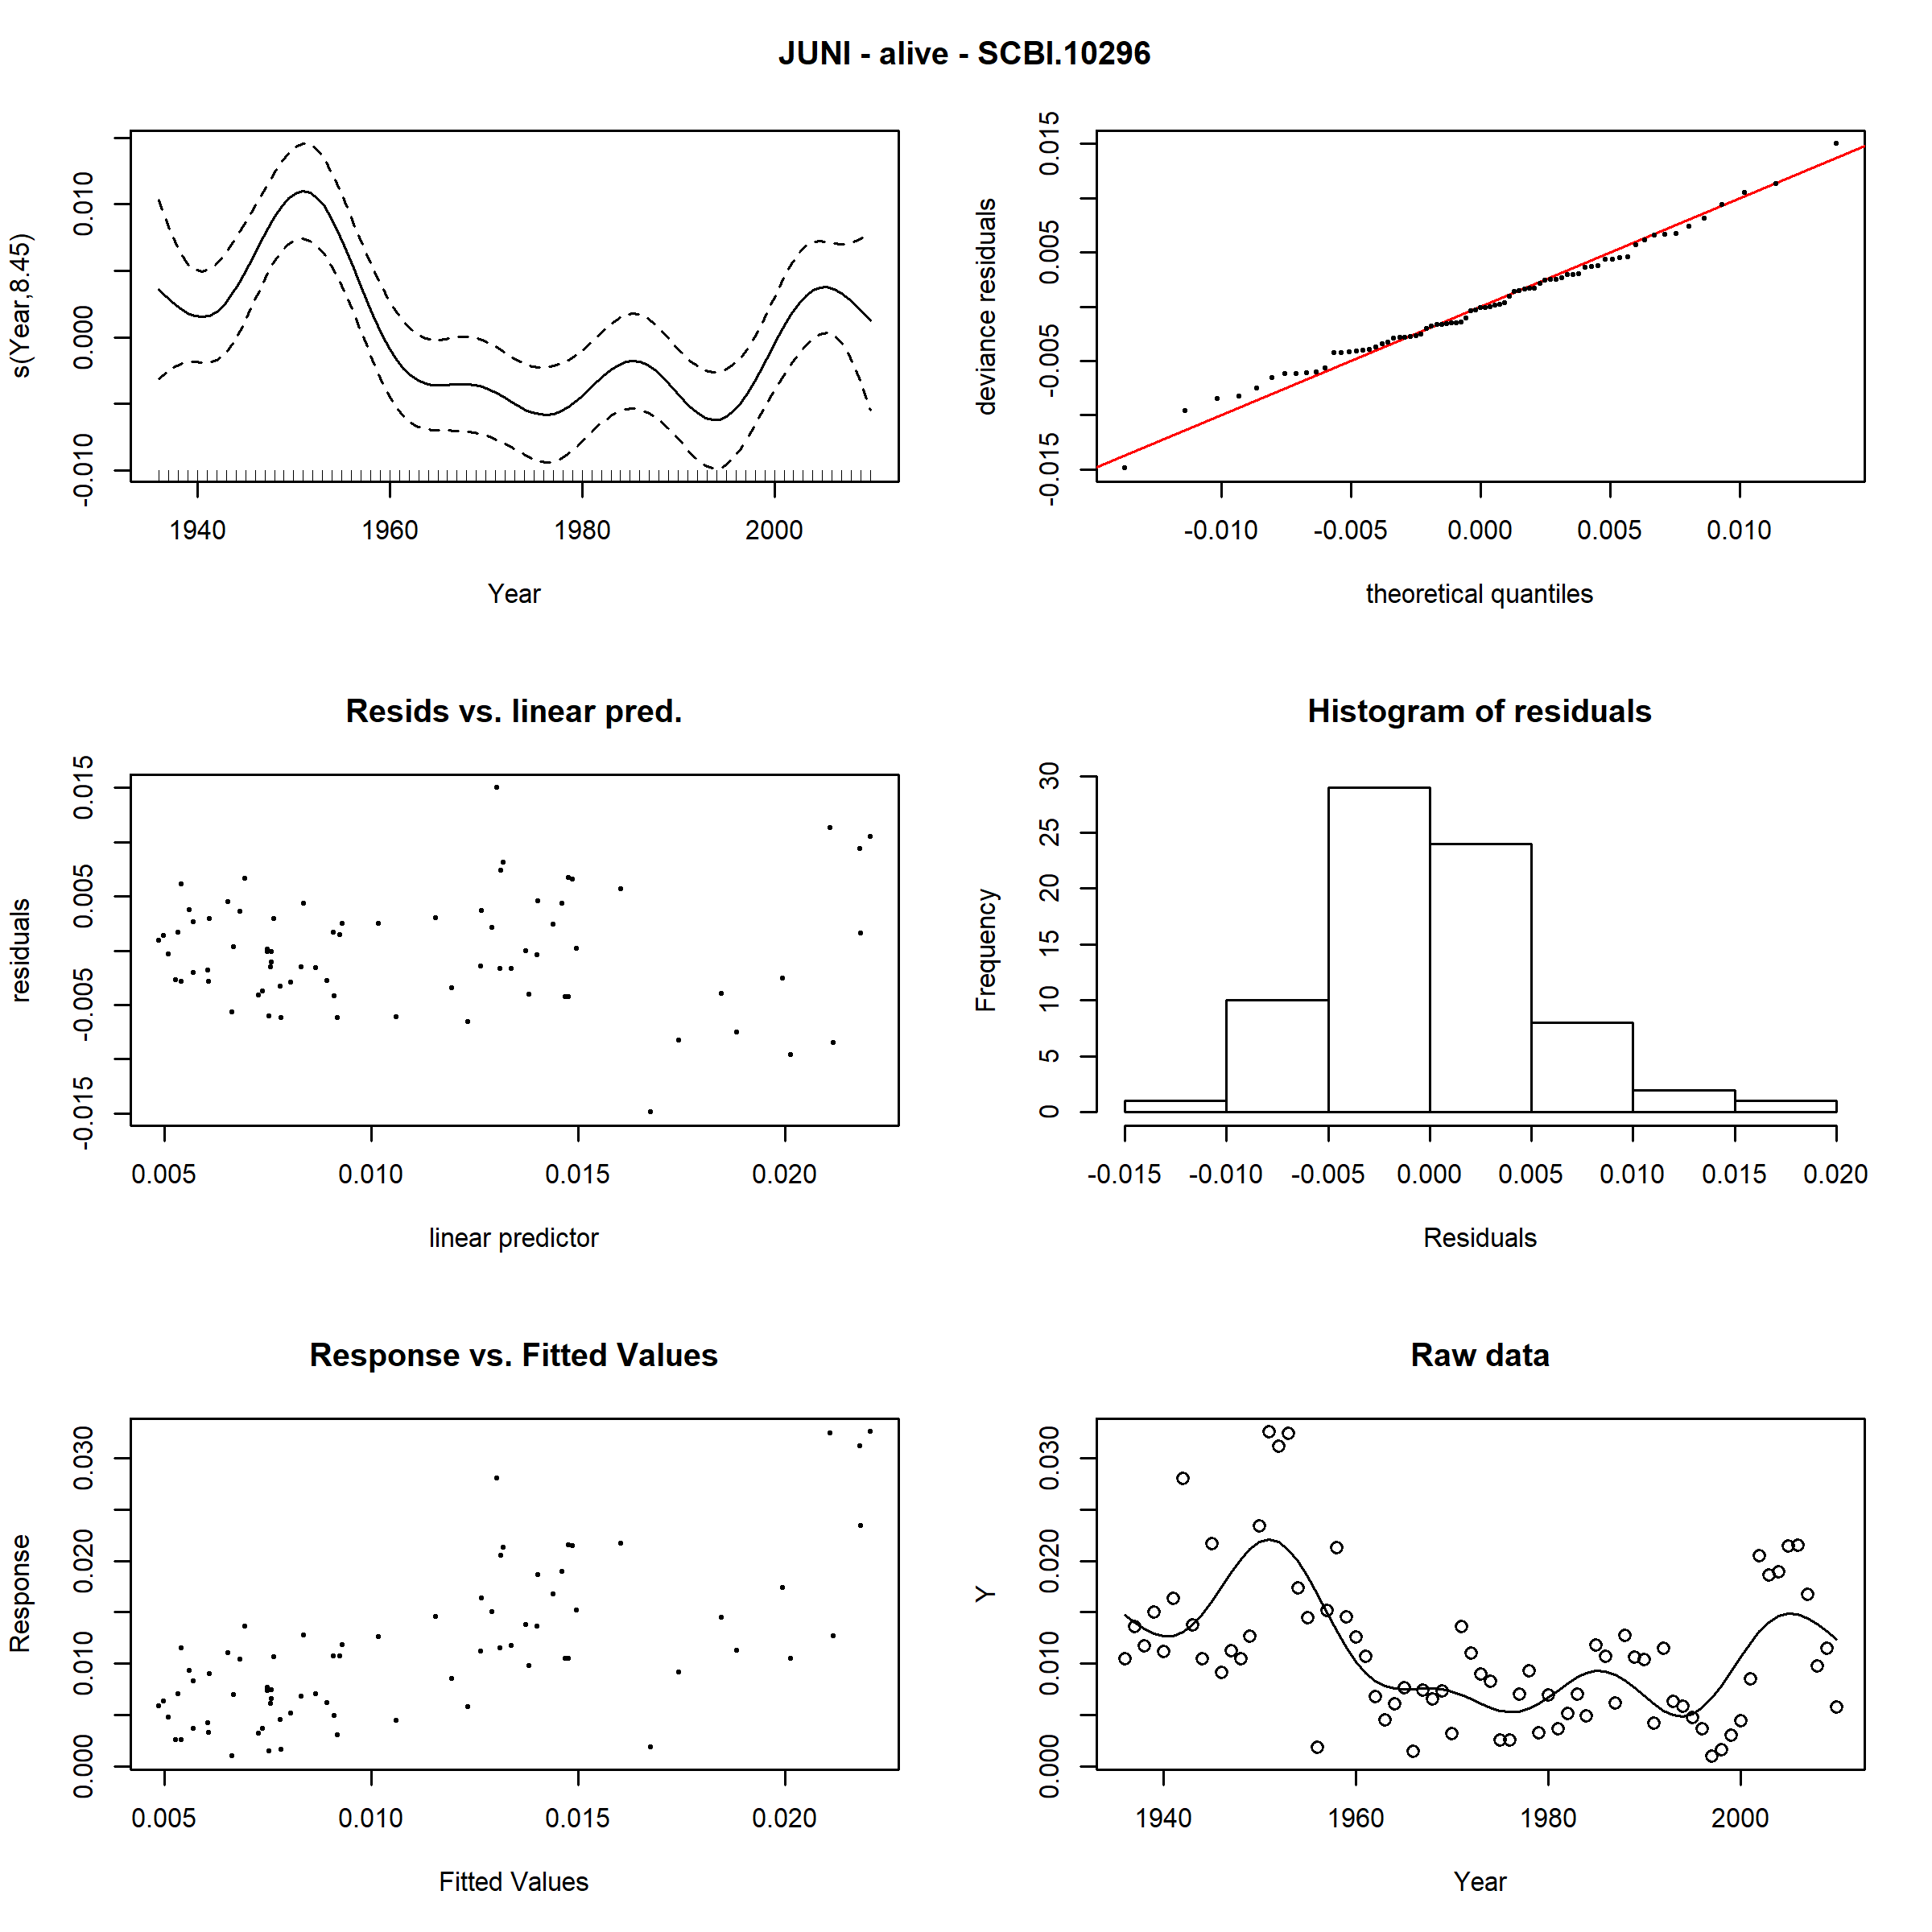 JUNI - alive - SCBI.10296
s(Year,8.45)
-0.010 0.000 0.010
1940 1960 1980 2000
Year
deviance residuals
-0.015 -0.005 0.005 0.015
-0.010 -0.005 0.000 0.005 0.010
theoretical quantiles
Resids vs. linear pred.
residuals
-0.015 -0.005 0.005 0.015
0.005 0.010 0.015 0.020
linear predictor
Histogram of residuals
Frequency
0 5 10 15 20 25 30
-0.015 -0.010 -0.005 0.000 0.005 0.010 0.015 0.020
Residuals
Response vs. Fitted Values
Response
0.000 0.010 0.020 0.030
0.005 0.010 0.015 0.020
Fitted Values
Raw data
Y
0.000 0.010 0.020 0.030
1940 1960 1980 2000
Year